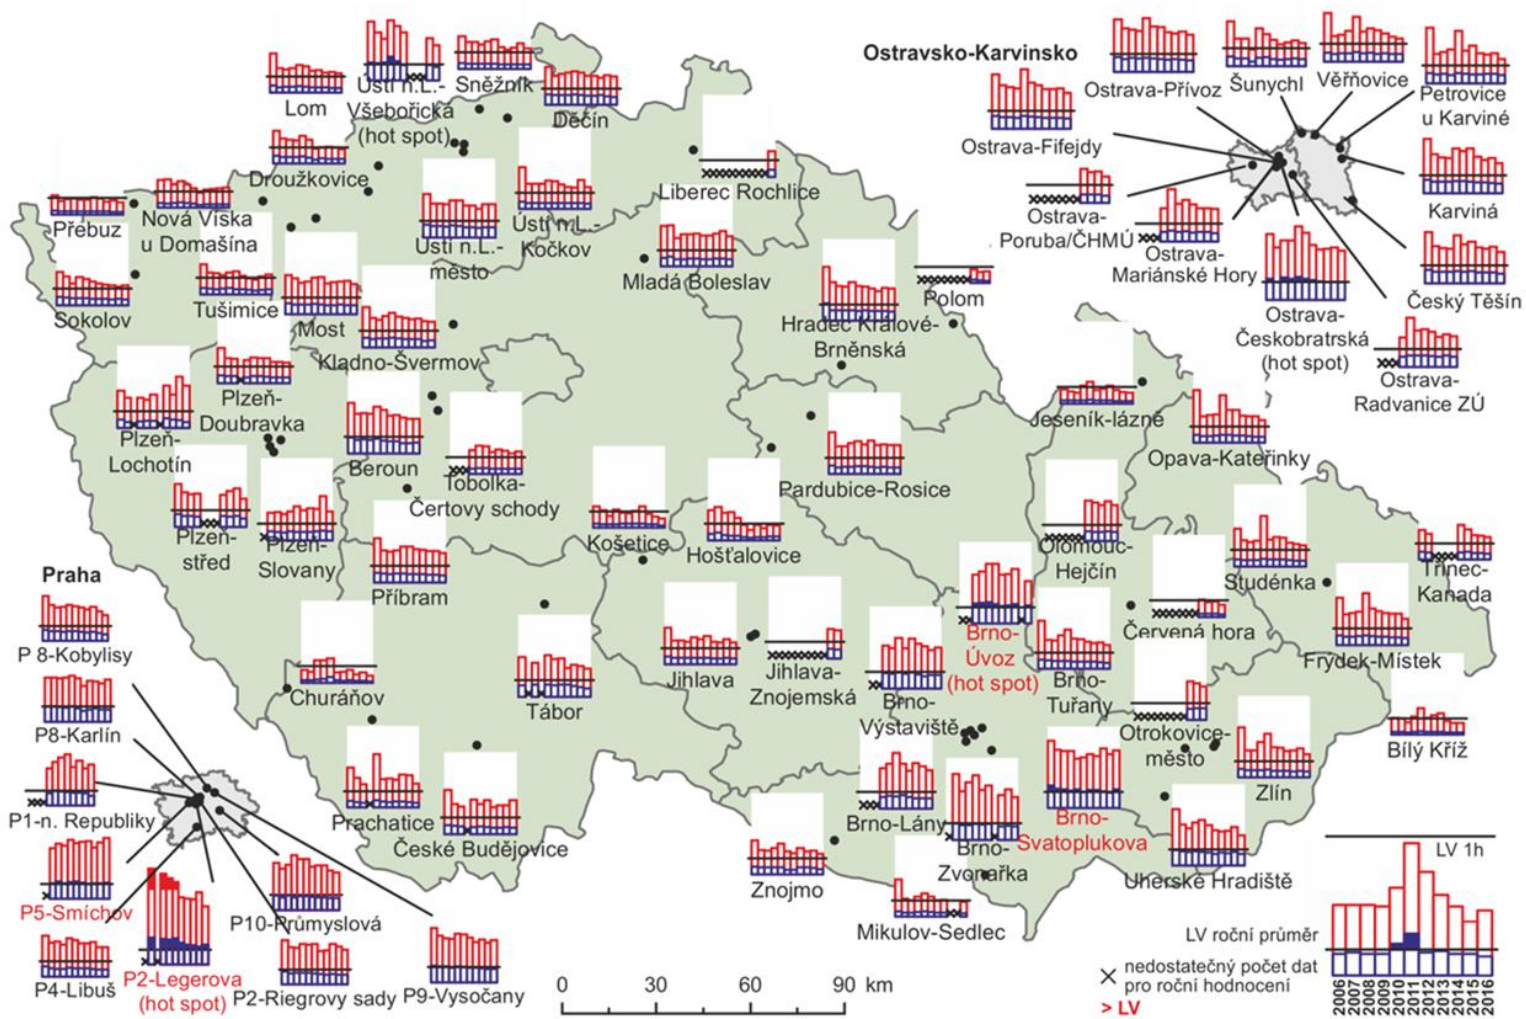 Ostravsko-Karvinsko
Ostrava-Přívoz
Šunychl
Věřňovice
Petrovice
u Karviné
Ostrava-Fifejdy
Karviná
Ostrava-
Poruba/ČHMÚ
Ostrava-
Mariánské Hory
Český Těšín
Ostrava-
Českobratrská
(hot spot)
Ostrava-
Radvanice ZÚ
Lom
Ústí n.L.-
Všebořická
(hot spot)
Sněžník
Děčín
Droužkovice
Liberec Rochlice
Přebuz
Nová Víska
u Domašína
Ústí n.L.-
město
Ústí n.L.-
Kočkov
Mladá Boleslav
Polom
Sokolov
Tušimice
Most
Kladno-Švermov
Hradec Králové-
Brněnská
Plzeň-
Doubravka
Jeseník-lázně
Plzeň-
Lochotín
Beroun
Tobolka-
Čertovy schody
Pardubice-Rosice
Opava-Kateřinky
Plzeň-
střed
Plzeň-
Slovany
Košetice
Hošťalovice
Olomouc-
Hejčín
Studénka
Třinec-
Kanada
Příbram
Praha
P 8-Kobylisy
Churáňov
Tábor
Jihlava
Jihlava-
Znojemská
Brno-
Úvoz
(hot spot)
Brno-
Výstaviště
Brno-
Tuřany
Červená hora
Frýdek-Místek
Otrokovice-
město
Bílý Kříž
P8-Karlín
Zlín
P1-n. Republiky
Prachatice
České Budějovice
Brno-Lány
Brno-
Zvonařka
Brno-
Svatoplukova
Znojmo
Uherské Hradiště
Mikulov-Sedlec
P5-Smíchov
P10-Průmyslová
P4-Libuš
P2-Legerova
(hot spot)
P2-Riegrovy sady
P9-Vysočany
0 30 60 90 km
LV 1h
LV roční průměr
nedostatečný počet dat
pro roční hodnocení
> LV
2006
2007
2008
2009
2010
2011
2012
2013
2014
2015
2016